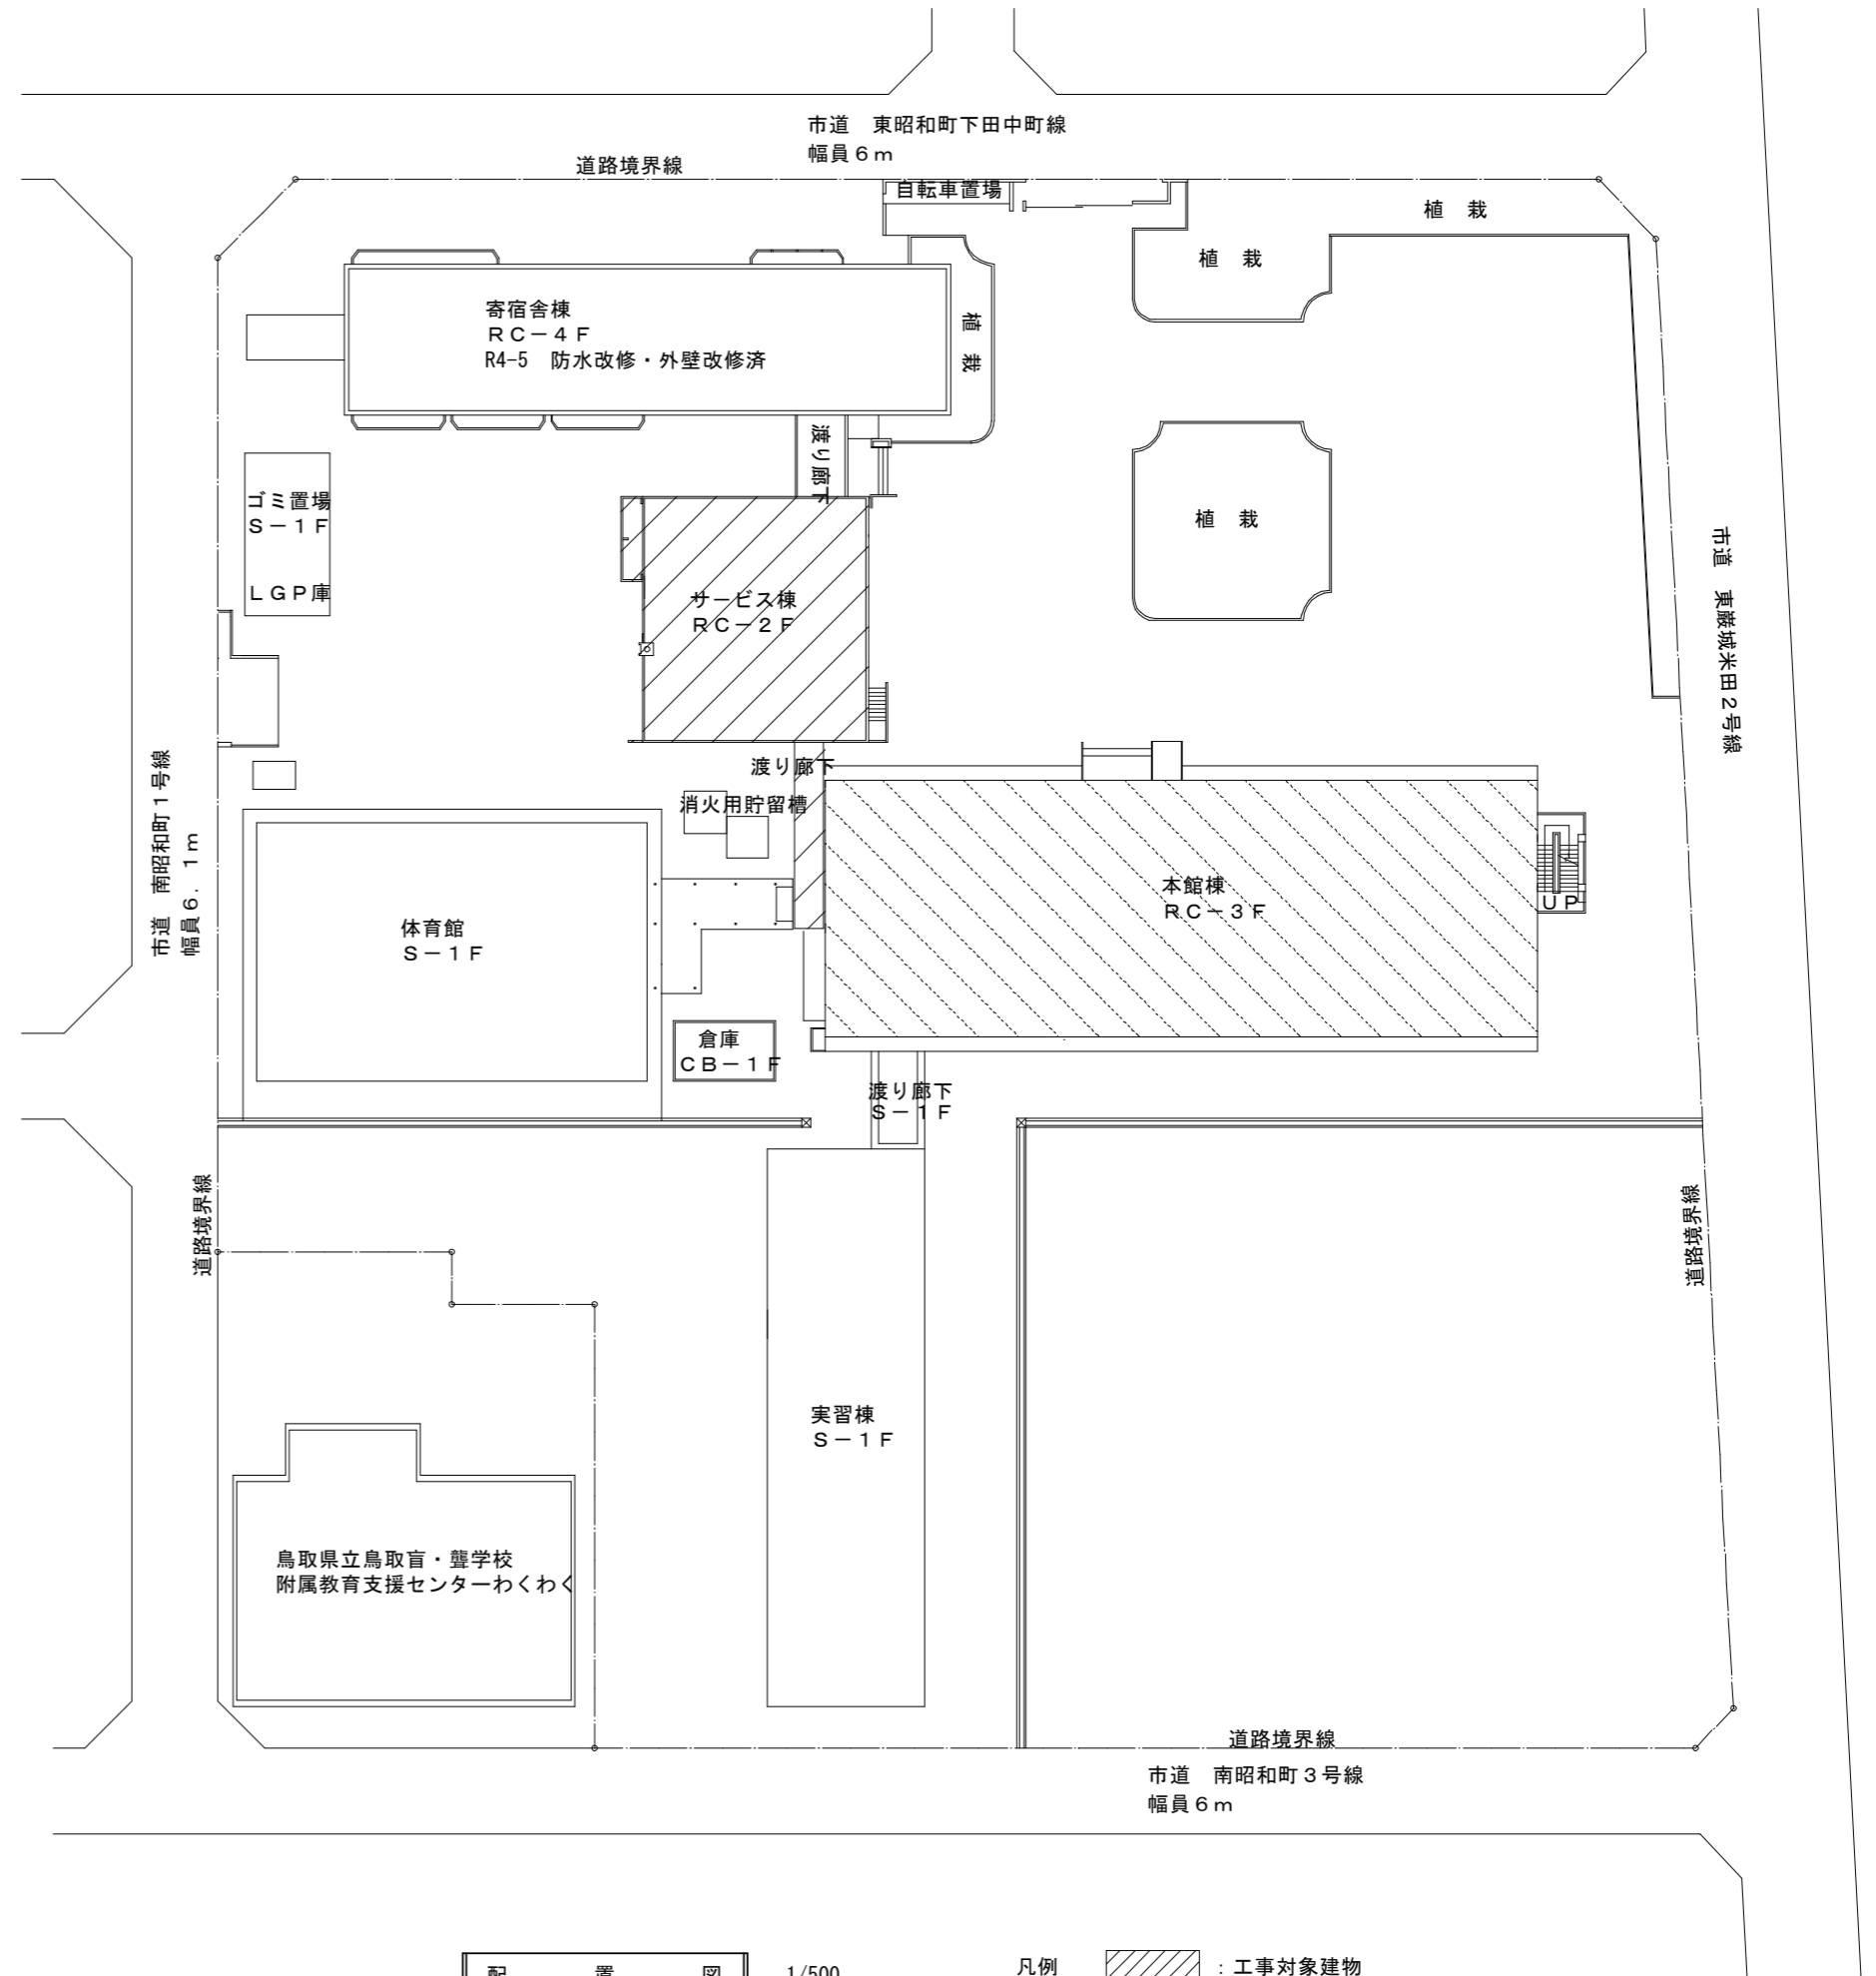 市道　東昭和町下田中町線
幅員６ｍ
道路境界線
自転車置場
植　栽
植　栽
寄宿舎棟
ＲＣ－４Ｆ
R4-5　防水改修・外壁改修済
植　栽
渡り廊下
ゴミ置場
Ｓ－１Ｆ
ＬＧＰ庫
植　栽
サービス棟
ＲＣ－２Ｆ
市道　東巌城米田２号線
渡り廊下
消火用貯留槽
市道　南昭和町１号線
幅員６．１ｍ
本館棟
ＲＣ－３Ｆ
ＵＰ
体育館
Ｓ－１Ｆ
倉庫
ＣＢ－１Ｆ
渡り廊下
Ｓ－１Ｆ
道路境界線
道路境界線
実習棟
Ｓ－１Ｆ
鳥取県立鳥取盲・聾学校
附属教育支援センターわくわく
道路境界線
市道　南昭和町３号線
幅員６ｍ
配　置　図
1/500
凡例
：工事対象建物